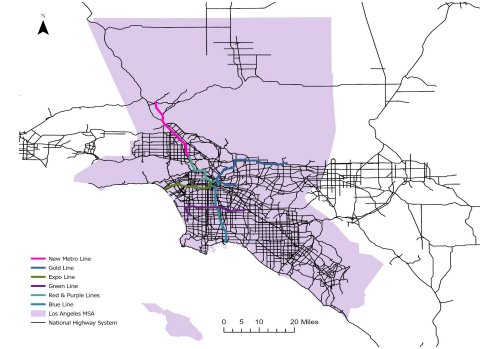 N
New Metro Line
Gold Line
Expo Line
Green Line
Red & Purple Lines
Blue Line
Los Angeles MSA
National Highway System
0 5 10 20 Miles